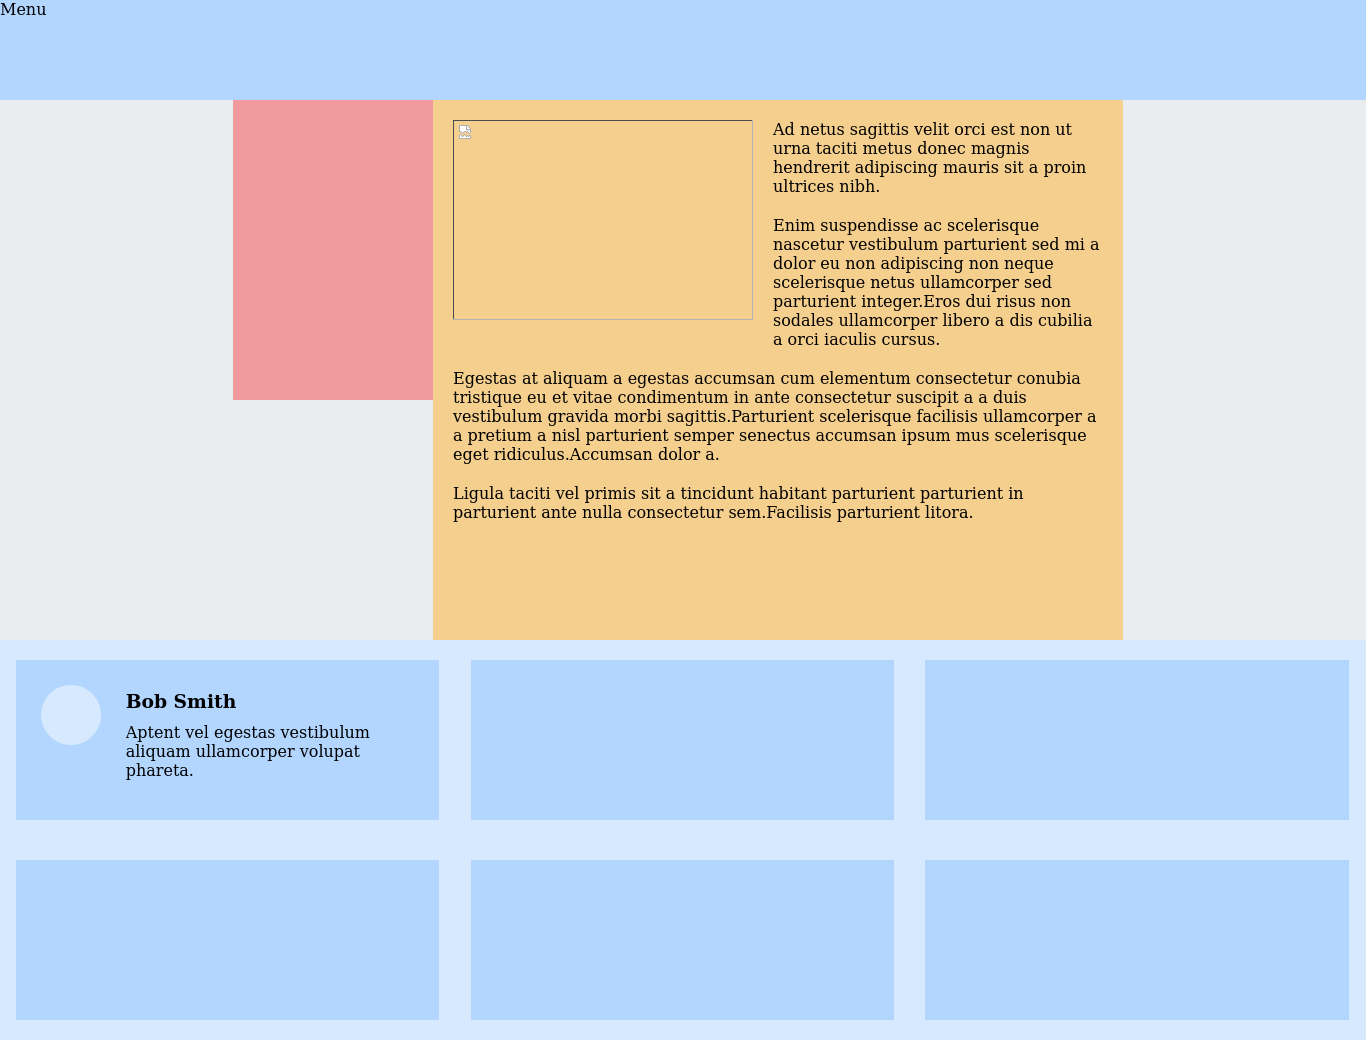 Menu
Ad netus sagittis velit orci est non ut
urna taciti metus donec magnis
hendrerit adipiscing mauris sit a proin
ultrices nibh.
Enim suspendisse ac scelerisque
nascetur vestibulum parturient sed mi a
dolor eu non adipiscing non neque
scelerisque netus ullamcorper sed
parturient integer.Eros dui risus non
sodales ullamcorper libero a dis cubilia
a orci iaculis cursus.
Egestas at aliquam a egestas accumsan cum elementum consectetur conubia
tristique eu et vitae condimentum in ante consectetur suscipit a a duis
vestibulum gravida morbi sagittis.Parturient scelerisque facilisis ullamcorper a
a pretium a nisl parturient semper senectus accumsan ipsum mus scelerisque
eget ridiculus.Accumsan dolor a.
Ligula taciti vel primis sit a tincidunt habitant parturient parturient in
parturient ante nulla consectetur sem.Facilisis parturient litora.
Bob Smith
Aptent vel egestas vestibulum
aliquam ullamcorper volupat
phareta.